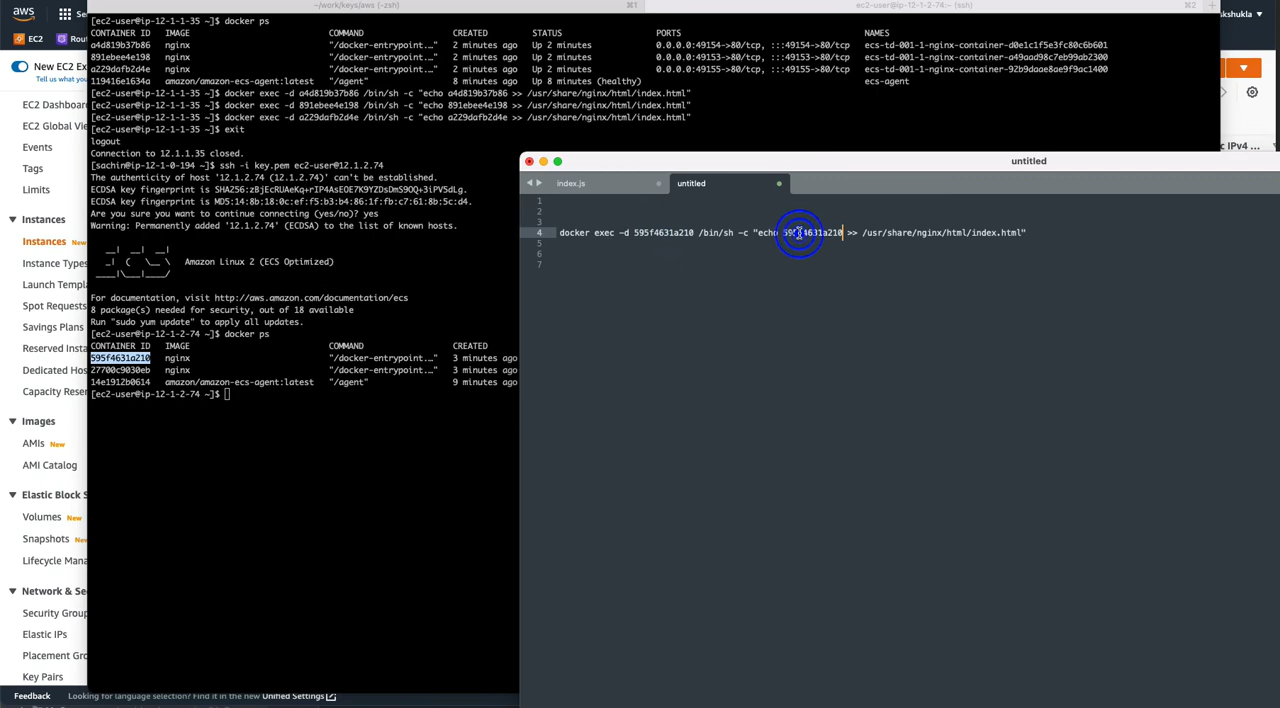 ~/work/keys/aws (-zsh)
⌘1
ec2-user@ip-12-1-2-74:~ (ssh)
⌘2
+
aws
EC2
kshukla
[ec2-user@ip-12-1-1-35 ~]$ docker ps
CONTAINER ID IMAGE COMMAND CREATED STATUS PORTS NAMES
a4d819b37b86 nginx "/docker-entrypoint.…" 2 minutes ago Up 2 minutes 0.0.0.0:49154->80/tcp, :::49154->80/tcp ecs-td-001-1-nginx-container-d0e1c1f5e3fc80c6b601
891ebee4e198 nginx "/docker-entrypoint.…" 2 minutes ago Up 2 minutes 0.0.0.0:49155->80/tcp, :::49155->80/tcp ecs-td-001-1-nginx-container-a49aad98c7eb99ab2300
a229dafb2d4e nginx "/docker-entrypoint.…" 2 minutes ago Up 2 minutes 0.0.0.0:49153->80/tcp, :::49153->80/tcp ecs-td-001-1-nginx-container-92b9daae8ae9f9ac1400
119416e1634a amazon/amazon-ecs-agent:latest "/agent" 8 minutes ago Up 8 minutes (healthy) ecs-agent
[ec2-user@ip-12-1-1-35 ~]$ docker exec -d a4d819b37b86 /bin/sh -c "echo a4d819b37b86 >> /usr/share/nginx/html/index.html"
[ec2-user@ip-12-1-1-35 ~]$ docker exec -d 891ebee4e198 /bin/sh -c "echo 891ebee4e198 >> /usr/share/nginx/html/index.html"
[ec2-user@ip-12-1-1-35 ~]$ docker exec -d a229dafb2d4e /bin/sh -c "echo a229dafb2d4e >> /usr/share/nginx/html/index.html"
[ec2-user@ip-12-1-1-35 ~]$ exit
logout
Connection to 12.1.1.35 closed.
[sachin@ip-12-1-0-194 ~]$ ssh -i key.pem ec2-user@12.1.2.74
The authenticity of host '12.1.2.74 (12.1.2.74)' can't be established.
ECDSA key fingerprint is SHA256:zBjEcRUAeKq+rIP4AsEOE7K9YZDsDmS9OQ+3iPV5dLg.
ECDSA key fingerprint is MD5:14:8b:18:0c:ef:f5:b3:b4:86:1f:fb:c7:61:8b:5c:d4.
Are you sure you want to continue connecting (yes/no)? yes
Warning: Permanently added '12.1.2.74' (ECDSA) to the list of known hosts.
__| __| __|
_| ( \__ \ Amazon Linux 2 (ECS Optimized)
____|\___|____/
For documentation, visit http://aws.amazon.com/documentation/ecs
8 package(s) needed for security, out of 18 available
Run "sudo yum update" to apply all updates.
[ec2-user@ip-12-1-2-74 ~]$ docker ps
CONTAINER ID IMAGE COMMAND CREATED
595f4631a210 nginx "/docker-entrypoint.…" 3 minutes ago
27700c9030eb nginx "/docker-entrypoint.…" 3 minutes ago
14e1912b0614 amazon/amazon-ecs-agent:latest "/agent" 9 minutes ago
[ec2-user@ip-12-1-2-74 ~]$
untitled
index.js
untitled
1
2
3
4 docker exec -d 595f4631a210 /bin/sh -c "echo 595f4631a210 >> /usr/share/nginx/html/index.html"
5
6
7
c IPv4 ...
New EC2 Ex
Tell us what you
EC2 Dashboar
EC2 Global Vi
Events
Tags
Limits
Instances
Instances New
Instance Types
Launch Templ
Spot Requests
Savings Plans
Reserved Insta
Dedicated Hos
Capacity Reser
Images
AMIs New
AMI Catalog
Elastic Block S
Volumes New
Snapshots Ne
Lifecycle Mana
Network & Se
Security Group
Elastic IPs
Placement Gro
Key Pairs
Feedback Looking for language selection? Find it in the new Unified Settings